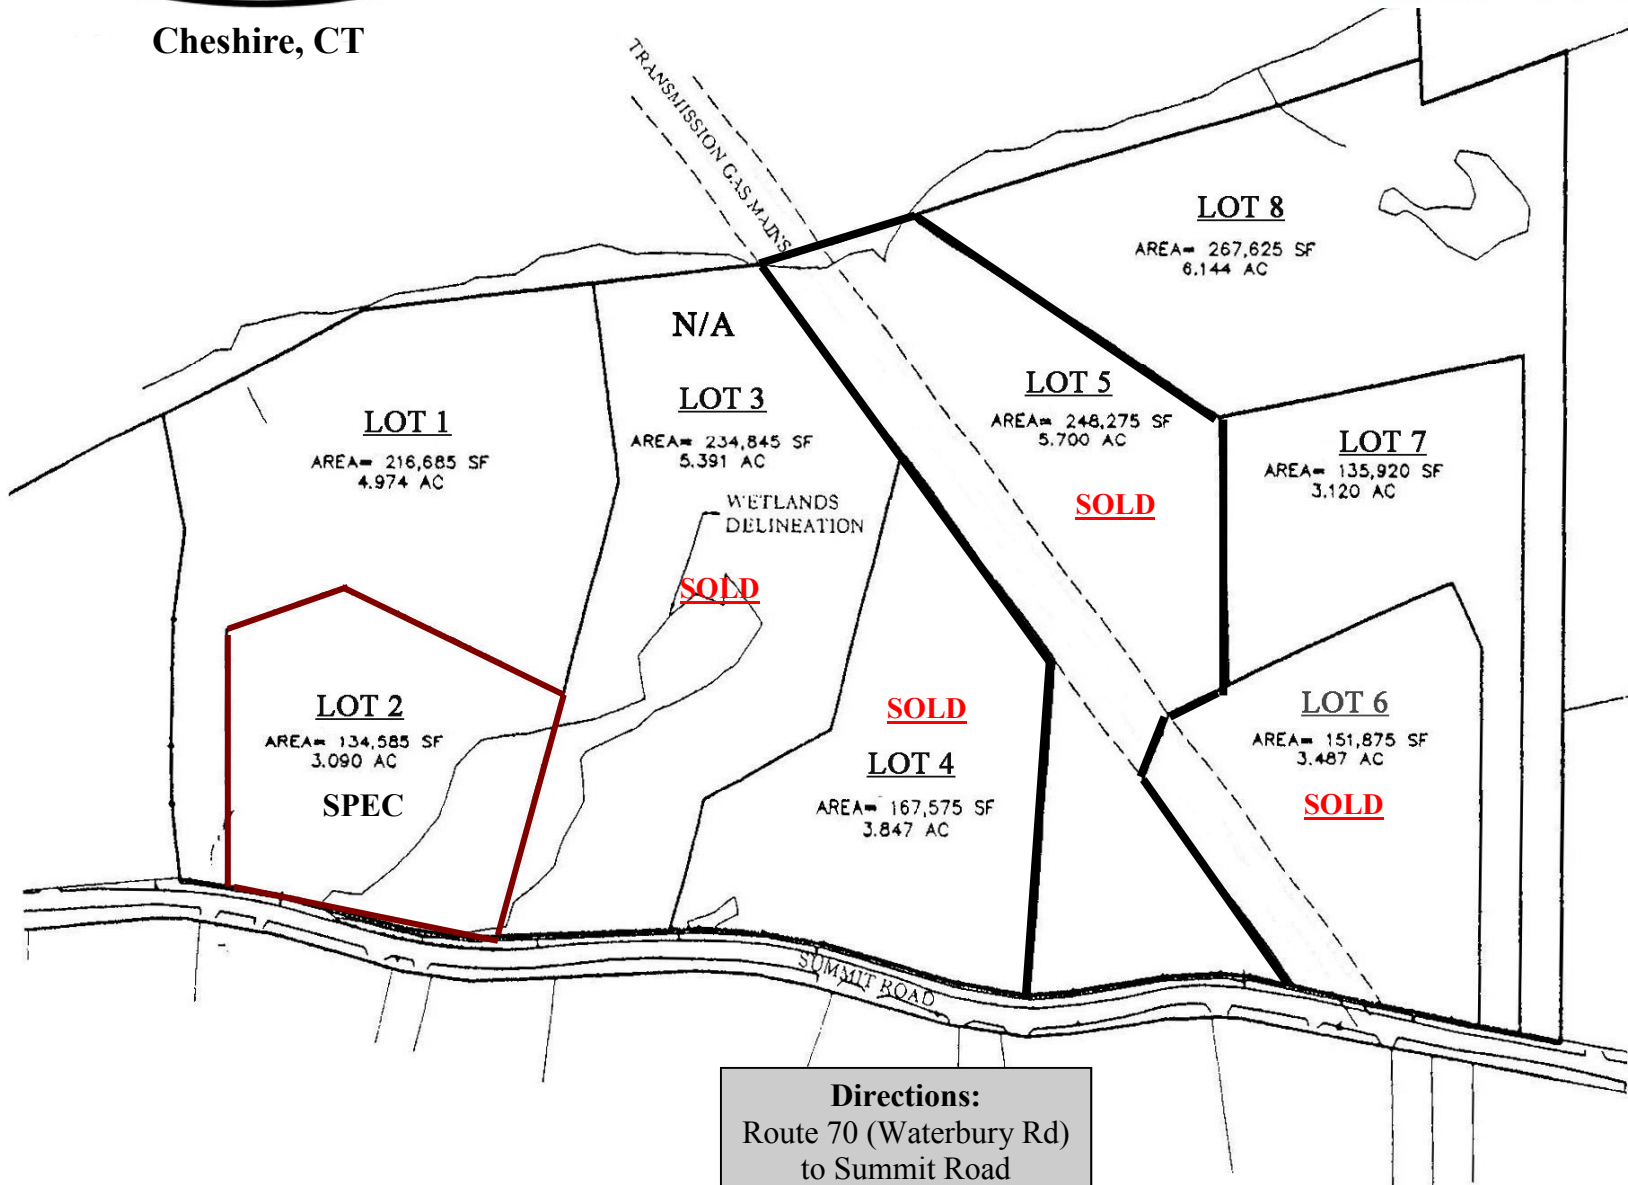 Cheshire, CT
TRANSMISSION GAS MAINS
LOT 8
AREA= 267,625 SF
6.144 AC
N/A
LOT 1
AREA= 216,685 SF
4.974 AC
LOT 3
AREA= 234,845 SF
5.391 AC
LOT 5
AREA= 248,275 SF
5.700 AC
SOLD
LOT 7
AREA= 135,920 SF
3.120 AC
WETLANDS
DELINEATION
SOLD
LOT 2
AREA= 134,585 SF
3.090 AC
SPEC
SOLD
LOT 4
AREA= 167,575 SF
3.847 AC
LOT 6
AREA= 151,875 SF
3.487 AC
SOLD
SUMMIT ROAD
Directions:
Route 70 (Waterbury Rd)
to Summit Road